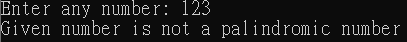 Enter any number: 123
Given number is not a palindromic number